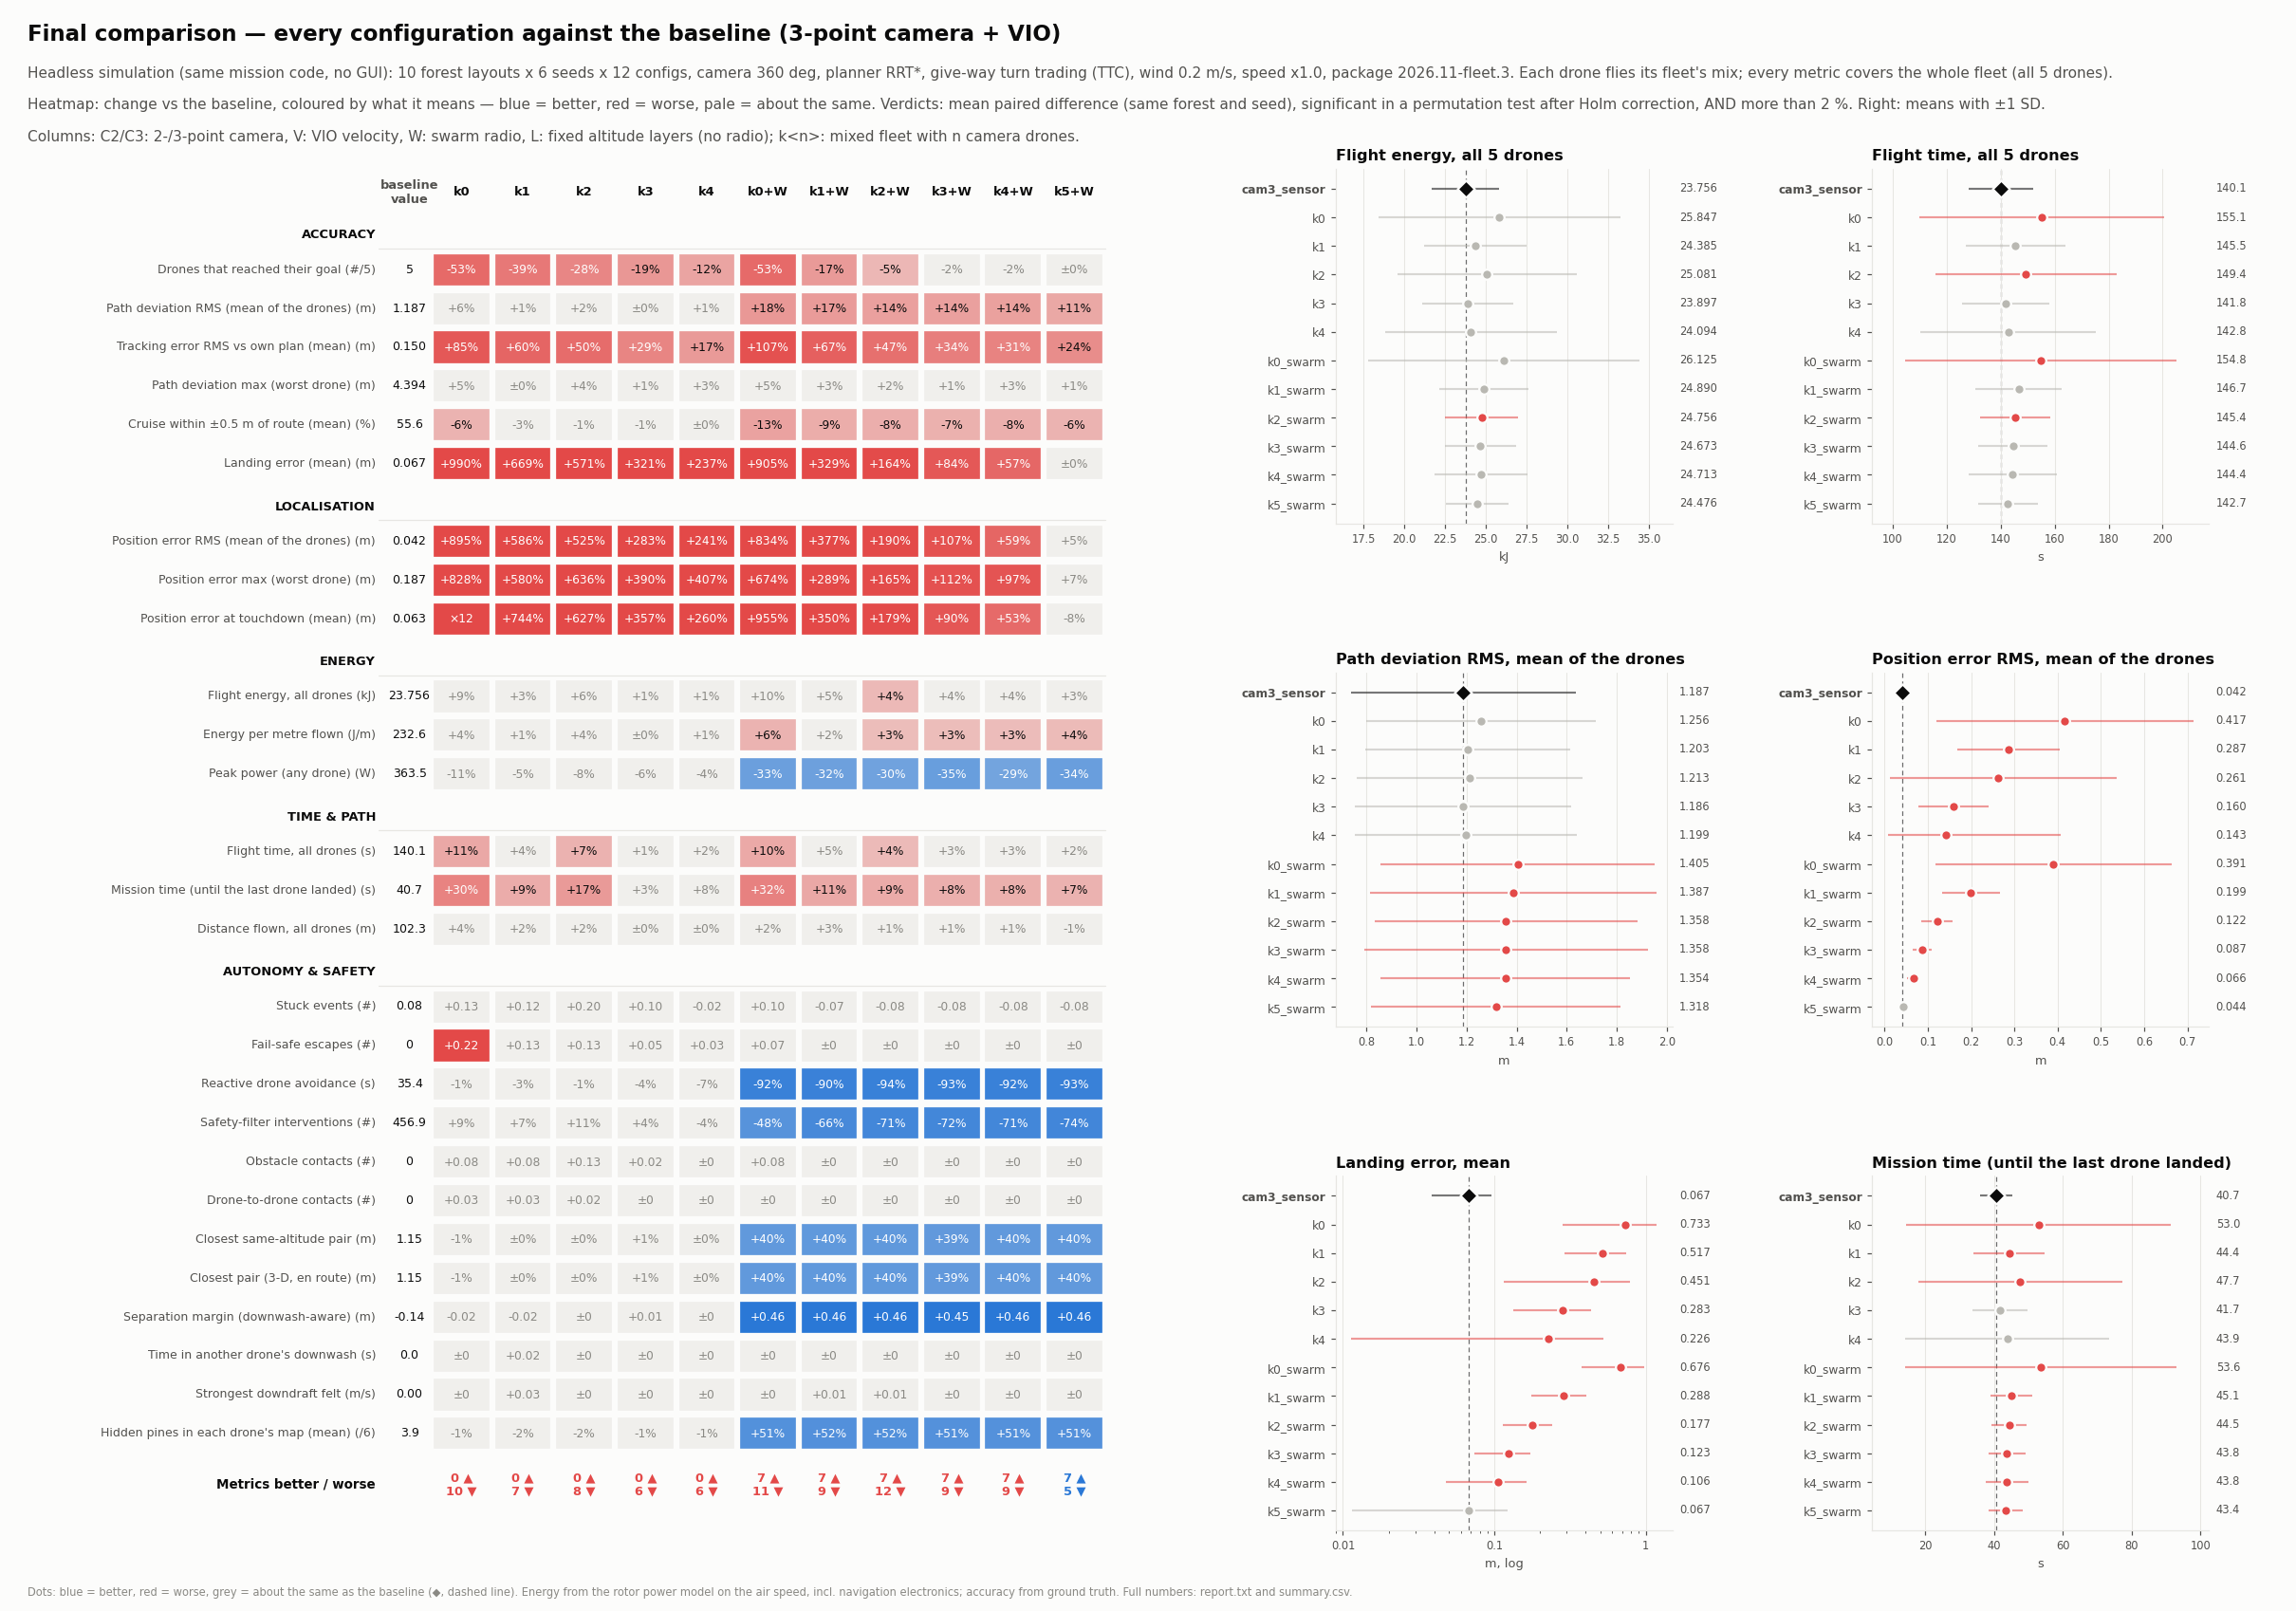 Final comparison — every configuration against the baseline (3-point camera + VIO)
Headless simulation (same mission code, no GUI): 10 forest layouts x 6 seeds x 12 configs, camera 360 deg, planner RRT*, give-way turn trading (TTC), wind 0.2 m/s, speed x1.0, package 2026.11-fleet.3. Each drone flies its fleet's mix; every metric covers the whole fleet (all 5 drones).
Heatmap: change vs the baseline, coloured by what it means — blue = better, red = worse, pale = about the same. Verdicts: mean paired difference (same forest and seed), significant in a permutation test after Holm correction, AND more than 2 %. Right: means with ±1 SD.
Columns: C2/C3: 2-/3-point camera, V: VIO velocity, W: swarm radio, L: fixed altitude layers (no radio); k<n>: mixed fleet with n camera drones.
baseline value k0 k1 k2 k3 k4 k0+W k1+W k2+W k3+W k4+W k5+W
ACCURACY
Drones that reached their goal (#/5) 5 -53% -39% -28% -19% -12% -53% -17% -5% -2% -2% ±0%
Path deviation RMS (mean of the drones) (m) 1.187 +6% +1% +2% ±0% +1% +18% +17% +14% +14% +14% +11%
Tracking error RMS vs own plan (mean) (m) 0.150 +85% +60% +50% +29% +17% +107% +67% +47% +34% +31% +24%
Path deviation max (worst drone) (m) 4.394 +5% ±0% +4% +1% +3% +5% +3% +2% +1% +3% +1%
Cruise within ±0.5 m of route (mean) (%) 55.6 -6% -3% -1% -1% ±0% -13% -9% -8% -7% -8% -6%
Landing error (mean) (m) 0.067 +990% +669% +571% +321% +237% +905% +329% +164% +84% +57% ±0%
LOCALISATION
Position error RMS (mean of the drones) (m) 0.042 +895% +586% +525% +283% +241% +834% +377% +190% +107% +59% +5%
Position error max (worst drone) (m) 0.187 +828% +580% +636% +390% +407% +674% +289% +165% +112% +97% +7%
Position error at touchdown (mean) (m) 0.063 ×12 +744% +627% +357% +260% +955% +350% +179% +90% +53% -8%
ENERGY
Flight energy, all drones (kJ) 23.756 +9% +3% +6% +1% +1% +10% +5% +4% +4% +4% +3%
Energy per metre flown (J/m) 232.6 +4% +1% +4% ±0% +1% +6% +2% +3% +3% +3% +4%
Peak power (any drone) (W) 363.5 -11% -5% -8% -6% -4% -33% -32% -30% -35% -29% -34%
TIME & PATH
Flight time, all drones (s) 140.1 +11% +4% +7% +1% +2% +10% +5% +4% +3% +3% +2%
Mission time (until the last drone landed) (s) 40.7 +30% +9% +17% +3% +8% +32% +11% +9% +8% +8% +7%
Distance flown, all drones (m) 102.3 +4% +2% +2% ±0% ±0% +2% +3% +1% +1% +1% -1%
AUTONOMY & SAFETY
Stuck events (#) 0.08 +0.13 +0.12 +0.20 +0.10 -0.02 +0.10 -0.07 -0.08 -0.08 -0.08 -0.08
Fail-safe escapes (#) 0 +0.22 +0.13 +0.13 +0.05 +0.03 +0.07 ±0 ±0 ±0 ±0 ±0
Reactive drone avoidance (s) 35.4 -1% -3% -1% -4% -7% -92% -90% -94% -93% -92% -93%
Safety-filter interventions (#) 456.9 +9% +7% +11% +4% -4% -48% -66% -71% -72% -71% -74%
Obstacle contacts (#) 0 +0.08 +0.08 +0.13 +0.02 ±0 +0.08 ±0 ±0 ±0 ±0 ±0
Drone-to-drone contacts (#) 0 +0.03 +0.03 +0.02 ±0 ±0 ±0 ±0 ±0 ±0 ±0 ±0
Closest same-altitude pair (m) 1.15 -1% ±0% ±0% +1% ±0% +40% +40% +40% +39% +40% +40%
Closest pair (3-D, en route) (m) 1.15 -1% ±0% ±0% +1% ±0% +40% +40% +40% +39% +40% +40%
Separation margin (downwash-aware) (m) -0.14 -0.02 -0.02 ±0 +0.01 ±0 +0.46 +0.46 +0.46 +0.45 +0.46 +0.46
Time in another drone's downwash (s) 0.0 ±0 +0.02 ±0 ±0 ±0 ±0 ±0 ±0 ±0 ±0 ±0
Strongest downdraft felt (m/s) 0.00 ±0 +0.03 ±0 ±0 ±0 ±0 +0.01 +0.01 ±0 ±0 ±0
Hidden pines in each drone's map (mean) (/6) 3.9 -1% -2% -2% -1% -1% +51% +52% +52% +51% +51% +51%
Metrics better / worse
0 ▲ 0 ▲ 0 ▲ 0 ▲ 0 ▲ 7 ▲ 7 ▲ 7 ▲ 7 ▲ 7 ▲ 7 ▲
10 ▼ 7 ▼ 8 ▼ 6 ▼ 6 ▼ 11 ▼ 9 ▼ 12 ▼ 9 ▼ 9 ▼ 5 ▼
Flight energy, all 5 drones
cam3_sensor 23.756
k0 25.847
k1 24.385
k2 25.081
k3 23.897
k4 24.094
k0_swarm 26.125
k1_swarm 24.890
k2_swarm 24.756
k3_swarm 24.673
k4_swarm 24.713
k5_swarm 24.476
17.5 20.0 22.5 25.0 27.5 30.0 32.5 35.0
kJ
Flight time, all 5 drones
cam3_sensor 140.1
k0 155.1
k1 145.5
k2 149.4
k3 141.8
k4 142.8
k0_swarm 154.8
k1_swarm 146.7
k2_swarm 145.4
k3_swarm 144.6
k4_swarm 144.4
k5_swarm 142.7
100 120 140 160 180 200
s
Path deviation RMS, mean of the drones
cam3_sensor 1.187
k0 1.256
k1 1.203
k2 1.213
k3 1.186
k4 1.199
k0_swarm 1.405
k1_swarm 1.387
k2_swarm 1.358
k3_swarm 1.358
k4_swarm 1.354
k5_swarm 1.318
0.8 1.0 1.2 1.4 1.6 1.8 2.0
m
Position error RMS, mean of the drones
cam3_sensor 0.042
k0 0.417
k1 0.287
k2 0.261
k3 0.160
k4 0.143
k0_swarm 0.391
k1_swarm 0.199
k2_swarm 0.122
k3_swarm 0.087
k4_swarm 0.066
k5_swarm 0.044
0.0 0.1 0.2 0.3 0.4 0.5 0.6 0.7
m
Landing error, mean
cam3_sensor 0.067
k0 0.733
k1 0.517
k2 0.451
k3 0.283
k4 0.226
k0_swarm 0.676
k1_swarm 0.288
k2_swarm 0.177
k3_swarm 0.123
k4_swarm 0.106
k5_swarm 0.067
0.01 0.1 1
m, log
Mission time (until the last drone landed)
cam3_sensor 40.7
k0 53.0
k1 44.4
k2 47.7
k3 41.7
k4 43.9
k0_swarm 53.6
k1_swarm 45.1
k2_swarm 44.5
k3_swarm 43.8
k4_swarm 43.8
k5_swarm 43.4
20 40 60 80 100
s
Dots: blue = better, red = worse, grey = about the same as the baseline (◆, dashed line). Energy from the rotor power model on the air speed, incl. navigation electronics; accuracy from ground truth. Full numbers: report.txt and summary.csv.